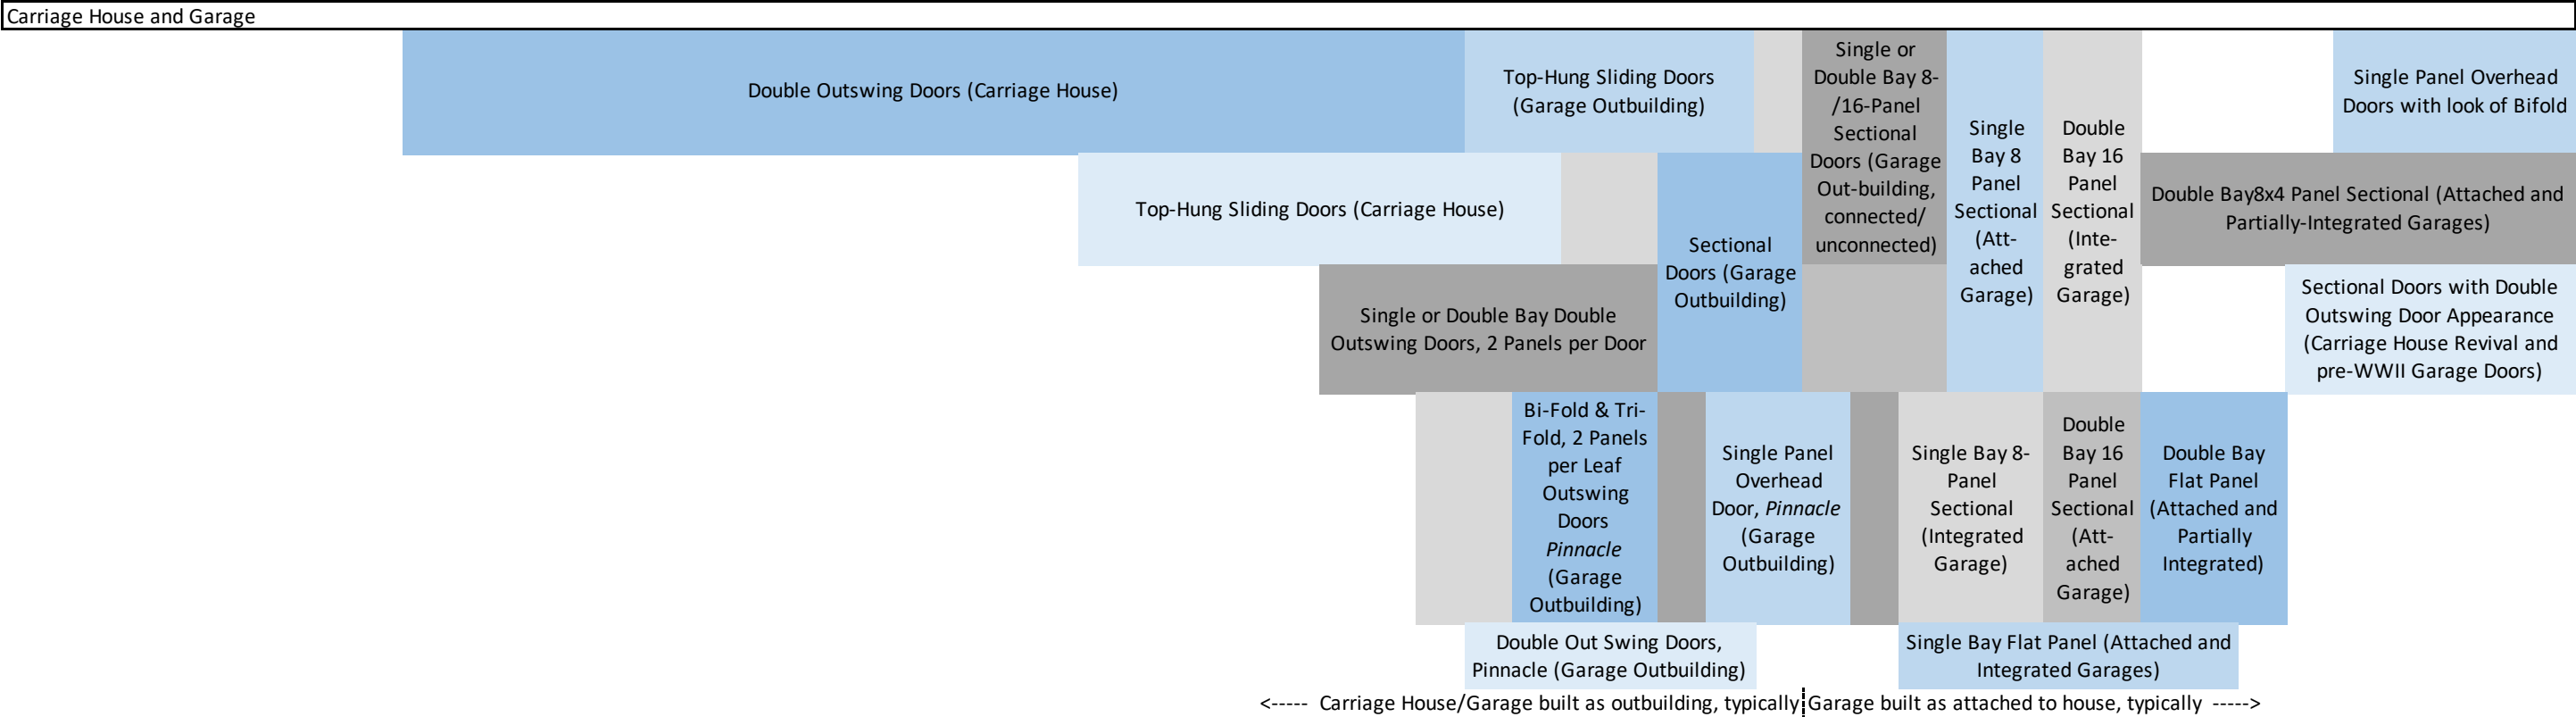 Carriage House and Garage
Double Outswing Doors (Carriage House)
Top-Hung Sliding Doors
(Garage Outbuilding)
Single or
Double Bay 8-
/16-Panel
Sectional
Doors (Garage
Out-building,
connected/
unconnected)
Single
Bay 8
Panel
Sectional
(Att-
ached
Garage)
Double
Bay 16
Panel
Sectional
(Inte-
grated
Garage)
Single Panel Overhead
Doors with look of Bifold
Top-Hung Sliding Doors (Carriage House)
Sectional
Doors (Garage
Outbuilding)
Double Bay8x4 Panel Sectional (Attached and
Partially-Integrated Garages)
Single or Double Bay Double
Outswing Doors, 2 Panels per Door
Sectional Doors with Double
Outswing Door Appearance
(Carriage House Revival and
pre-WWII Garage Doors)
Bi-Fold & Tri-
Fold, 2 Panels
per Leaf
Outswing
Doors
Pinnacle
(Garage
Outbuilding)
Single Panel
Overhead
Door, Pinnacle
(Garage
Outbuilding)
Single Bay 8-
Panel
Sectional
(Integrated
Garage)
Double
Bay 16
Panel
Sectional
(Att-
ached
Garage)
Double Bay
Flat Panel
(Attached and
Partially
Integrated)
Double Out Swing Doors,
Pinnacle (Garage Outbuilding)
Single Bay Flat Panel (Attached and
Integrated Garages)
<----- Carriage House/Garage built as outbuilding, typically
Garage built as attached to house, typically ----->